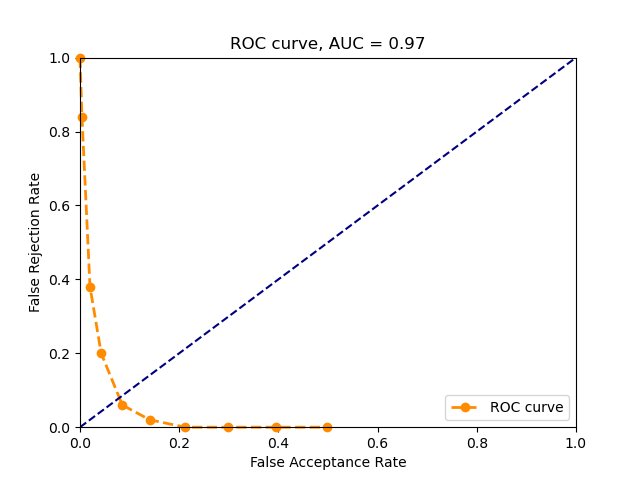 ROC curve, AUC = 0.97
1.0
0.8
0.6
0.4
0.2
0.0
False Rejection Rate
ROC curve
0.0 0.2 0.4 0.6 0.8 1.0
False Acceptance Rate